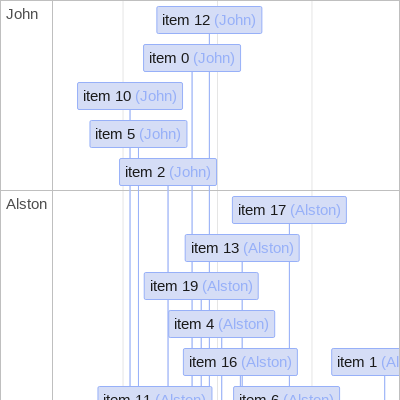 John
item 12 (John)
item 0 (John)
item 10 (John)
item 5 (John)
item 2 (John)
Alston
item 17 (Alston)
item 13 (Alston)
item 19 (Alston)
item 4 (Alston)
item 16 (Alston)
item 1 (Al
item 11 (Alston)
item 6 (Alston)